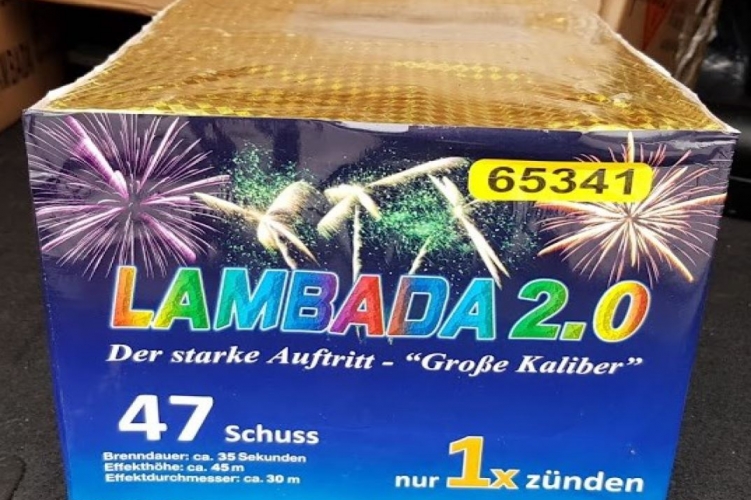 65341
LAMBADA 2.0
Der starke Auftritt - “Große Kaliber”
47 Schuss
Brenndauer: ca. 35 Sekunden
Effekthöhe: ca. 45 m
Effektdurchmesser: ca. 30 m
nur 1x zünden